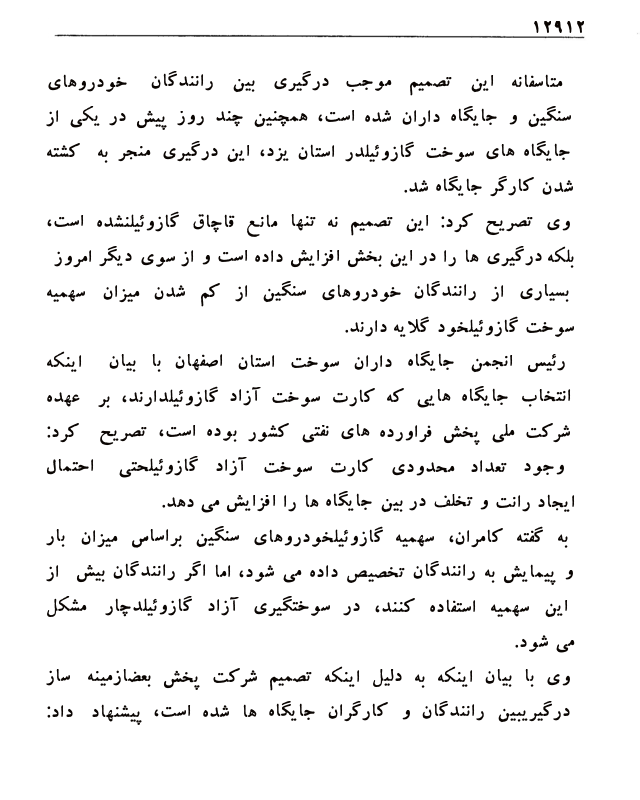 ۱۲۹۱۲
متاسفانه این تصمیم موجب درگیری بین رانندگان خودروهای
سنگین و جایگاه داران شده است، همچنین چند روز پیش در یکی از
جایگاه های سوخت گازوئیلدر استان یزد، این درگیری منجر به کشته
شدن کارگر جایگاه شد.
وی تصریح کرد: این تصمیم نه تنها مانع قاچاق گازوئیلنشده است،
بلکه درگیری ها را در این بخش افزایش داده است و از سوی دیگر امروز
بسیاری از رانندگان خودروهای سنگین از کم شدن میزان سهمیه
سوخت گازوئیلخود گلایه دارند.
رئیس انجمن جایگاه داران سوخت استان اصفهان با بیان اینکه
انتخاب جایگاه هایی که کارت سوخت آزاد گازوئیلدارند، بر عهده
شرکت ملی پخش فراورده های نفتی کشور بوده است، تصریح کرد:
وجود تعداد محدودی کارت سوخت آزاد گازوئیلحتی احتمال
ایجاد رانت و تخلف در بین جایگاه ها را افزایش می دهد.
به گفته کامران، سهمیه گازوئیلخودروهای سنگین براساس میزان بار
و پیمایش به رانندگان تخصیص داده می شود، اما اگر رانندگان بیش از
این سهمیه استفاده کنند، در سوختگیری آزاد گازوئیلدچار مشکل
می شود.
وی با بیان اینکه به دلیل اینکه تصمیم شرکت پخش بعضازمینه ساز
درگیریبین رانندگان و کارگران جایگاه ها شده است، پیشنهاد داد: